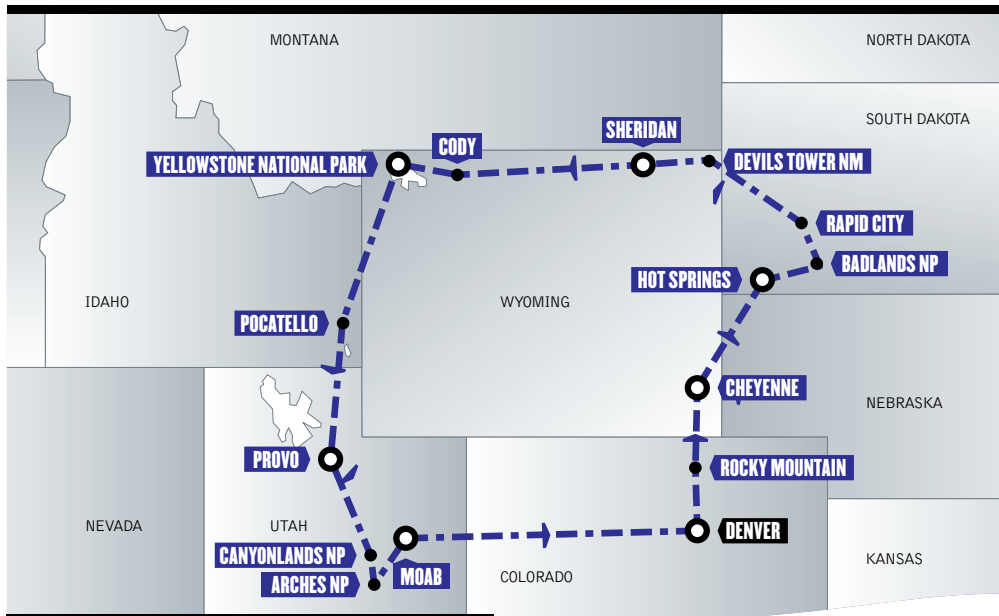 MONTANA
NORTH DAKOTA
SOUTH DAKOTA
SHERIDAN
CODY
YELLOWSTONE NATIONAL PARK
DEVILS TOWER NM
RAPID CITY
BADLANDS NP
HOT SPRINGS
IDAHO
WYOMING
POCATELLO
CHEYENNE
NEBRASKA
PROVO
ROCKY MOUNTAIN
NEVADA
UTAH
DENVER
CANYONLANDS NP
KANSAS
ARCHES NP
MOAB
COLORADO